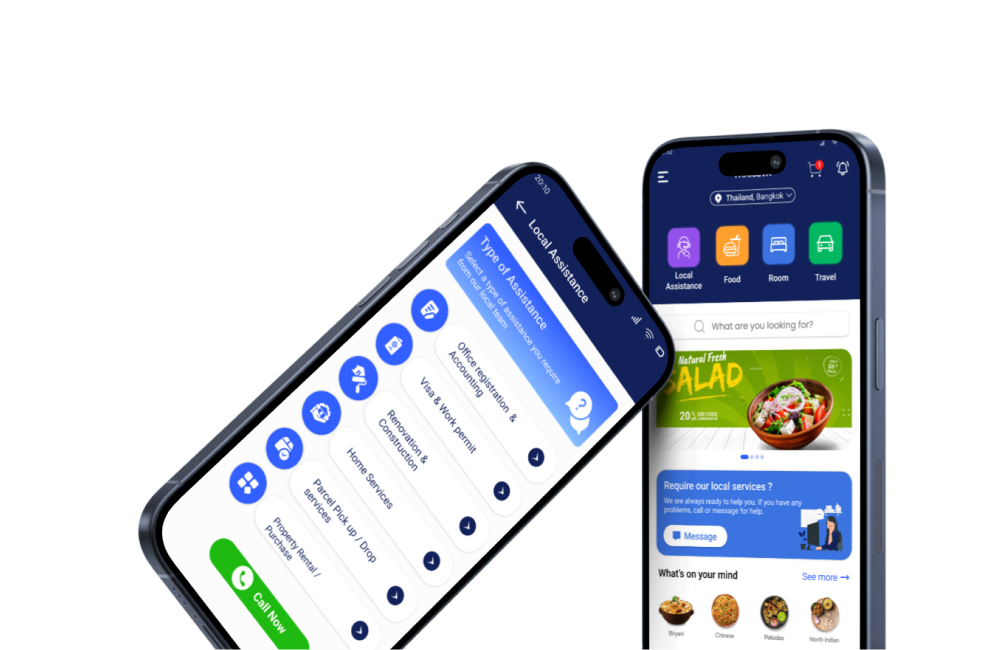 20:10
Local Assistance
Type of Assistance
Select a type of assistance you require
from our local team
Office registration &
Accounting
Visa & Work permit
Renovation &
Construction
Home Services
Parcel Pick up / Drop
services
Property Rental /
Purchase
Call Now
1
Thailand, Bangkok
Local
Assistance
Food
Room
Travel
What are you looking for?
Natural Fresh
SALAD
20%
Require our local services ?
We are always ready to help you. If you have any
problems, call or message for help.
Message
What's on your mind
See more
Biryani
Chinese
Pakodas
North Indian